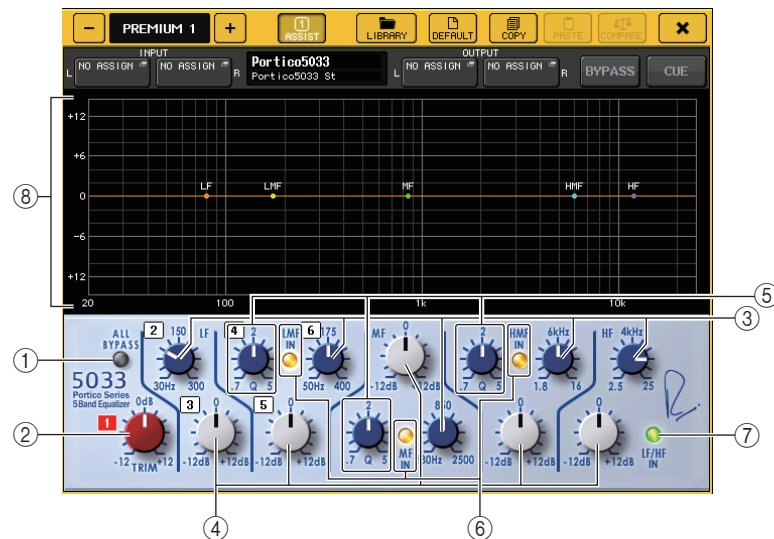 − PREMIUM 1 + 1 ASSIST LIBRARY DEFAULT COPY PASTE COMPARE ×
INPUT OUTPUT
L NO ASSIGN NO ASSIGN R Portico5033 L NO ASSIGN NO ASSIGN R BYPASS CUE
Portico5033 St
+12
+6
LF LMF MF HMF HF
⑧ 0
−6
−12
20 100 1k 10k
⑤
③
① ALL BYPASS 2 150 LF 4 2 LMF IN 6 175 MF 0 2 HMF IN 6kHz HF 4kHz
30Hz 300 .7 Q 5 50Hz 400 -12dB +12dB .7 Q 5 1.8 16 2.5 25
5033
Portico Series
5Band Equalizer
② 1 0dB 3 0 5 0 2 850 0 0
-12 TRIM +12 -12dB +12dB -12dB +12dB .7 Q 5 MF IN 2500 -12dB +12dB -12dB +12dB LF/HF IN ⑦
④ ⑥